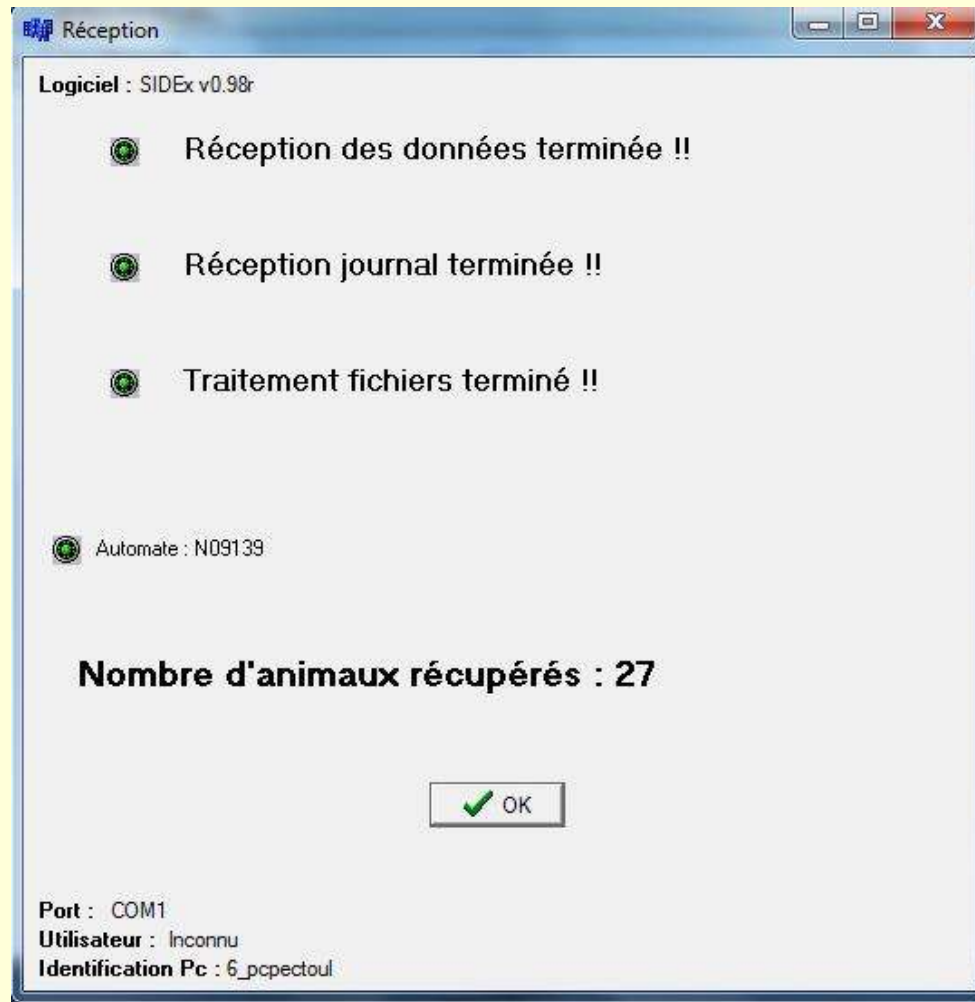 Réception
Logiciel : SIDEx v0.98r
Réception des données terminée !!
Réception journal terminée !!
Traitement fichiers terminé !!
Automate : N09139
Nombre d'animaux récupérés : 27
OK
Port : COM1
Utilisateur : Inconnu
Identification Pc : 6_pcpectoul